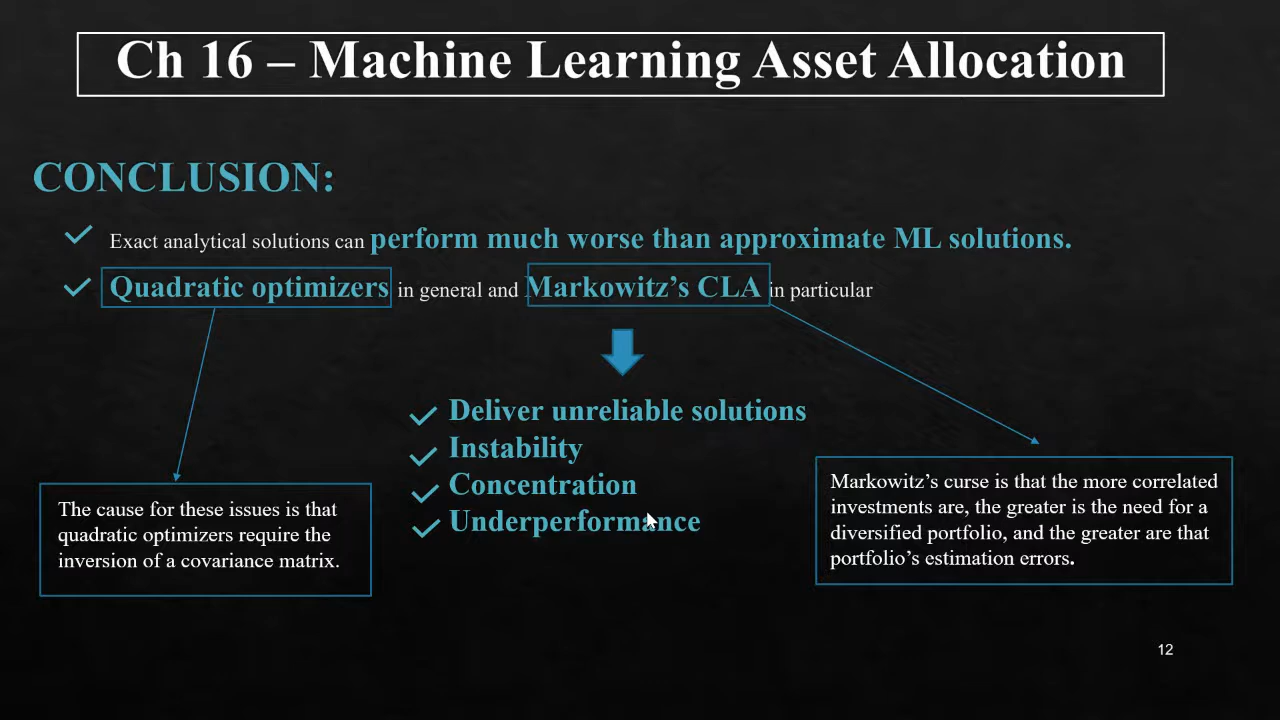 Ch 16 – Machine Learning Asset Allocation
CONCLUSION:
Exact analytical solutions can perform much worse than approximate ML solutions.
Quadratic optimizers in general and Markowitz’s CLA in particular
Deliver unreliable solutions
Instability
Concentration
Underperformance
The cause for these issues is that
quadratic optimizers require the
inversion of a covariance matrix.
Markowitz’s curse is that the more correlated
investments are, the greater is the need for a
diversified portfolio, and the greater are that
portfolio’s estimation errors.
12